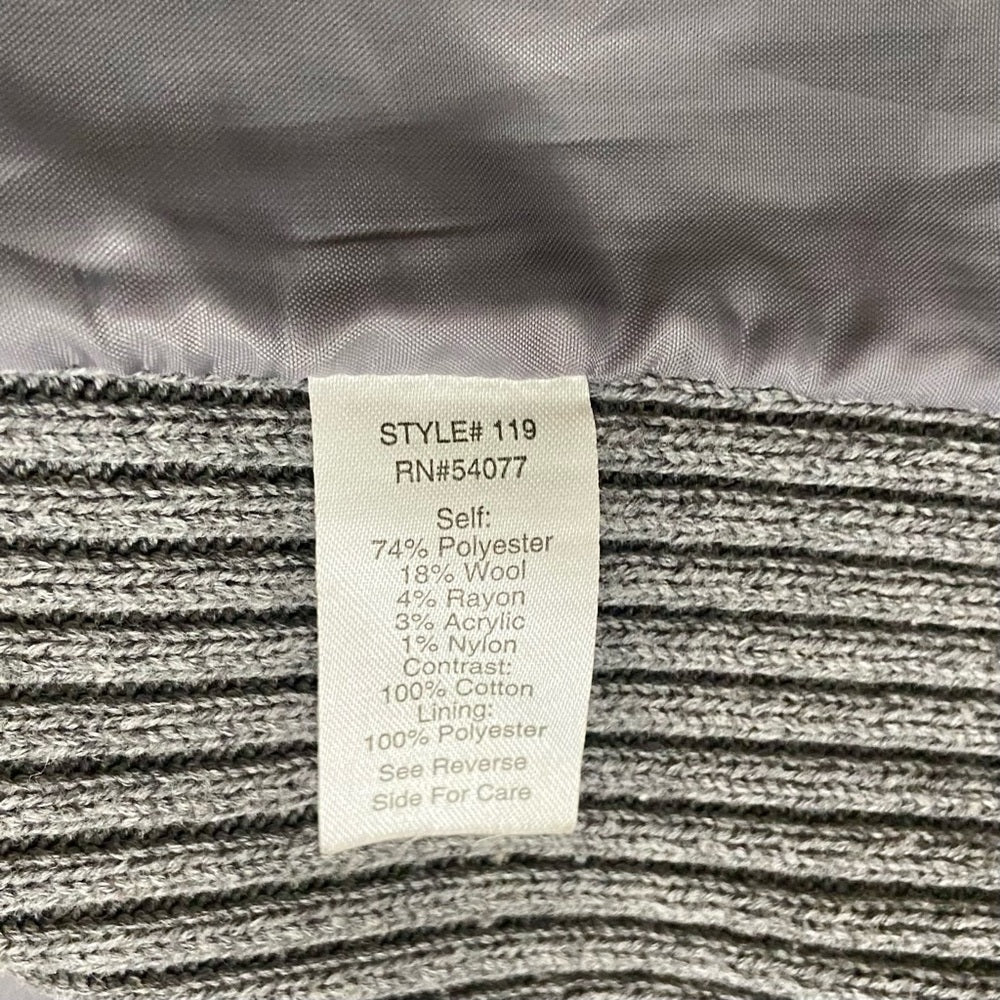 STYLE# 119
RN#54077
Self:
74% Polyester
18% Wool
4% Rayon
3% Acrylic
1% Nylon
Contrast:
100% Cotton
Lining:
100% Polyester
See Reverse
Side For Care